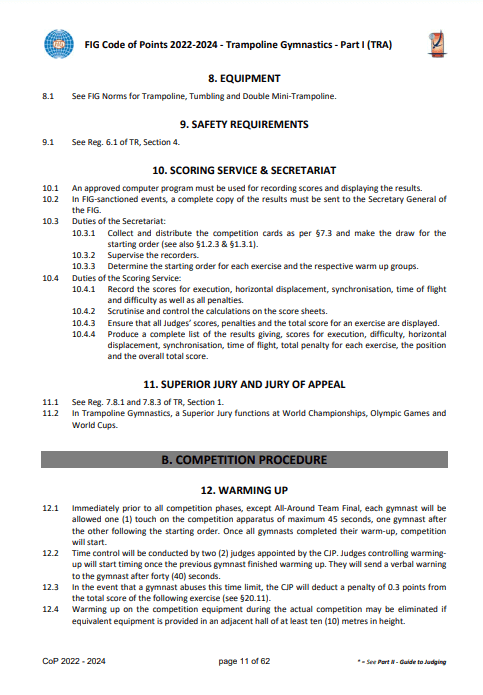 FIG Code of Points 2022-2024 - Trampoline Gymnastics - Part I (TRA)
8. EQUIPMENT
8.1 See FIG Norms for Trampoline, Tumbling and Double Mini-Trampoline.
9. SAFETY REQUIREMENTS
9.1 See Reg. 6.1 of TR, Section 4.
10. SCORING SERVICE & SECRETARIAT
10.1 An approved computer program must be used for recording scores and displaying the results.
10.2 In FIG-sanctioned events, a complete copy of the results must be sent to the Secretary General of
the FIG.
10.3 Duties of the Secretariat:
10.3.1 Collect and distribute the competition cards as per §7.3 and make the draw for the
starting order (see also §1.2.3 & §1.3.1).
10.3.2 Supervise the recorders.
10.3.3 Determine the starting order for each exercise and the respective warm up groups.
10.4 Duties of the Scoring Service:
10.4.1 Record the scores for execution, horizontal displacement, synchronisation, time of flight
and difficulty as well as all penalties.
10.4.2 Scrutinise and control the calculations on the score sheets.
10.4.3 Ensure that all Judges' scores, penalties and the total score for an exercise are displayed.
10.4.4 Produce a complete list of the results giving, scores for execution, difficulty, horizontal
displacement, synchronisation, time of flight, total penalty for each exercise, the position
and the overall total score.
11. SUPERIOR JURY AND JURY OF APPEAL
11.1 See Reg. 7.8.1 and 7.8.3 of TR, Section 1.
11.2 In Trampoline Gymnastics, a Superior Jury functions at World Championships, Olympic Games and
World Cups.
B. COMPETITION PROCEDURE
12. WARMING UP
12.1 Immediately prior to all competition phases, except All-Around Team Final, each gymnast will be
allowed one (1) touch on the competition apparatus of maximum 45 seconds, one gymnast after
the other following the starting order. Once all gymnasts completed their warm-up, competition
will start.
12.2 Time control will be conducted by two (2) judges appointed by the CJP. Judges controlling warming-
up will start timing once the previous gymnast finished warming up. They will send a verbal warning
to the gymnast after forty (40) seconds.
12.3 In the event that a gymnast abuses this time limit, the CJP will deduct a penalty of 0.3 points from
the total score of the following exercise (see §20.11).
12.4 Warming up on the competition equipment during the actual competition may be eliminated if
equivalent equipment is provided in an adjacent hall of at least ten (10) metres in height.
CoP 2022 - 2024 page 11 of 62 * = See Part II - Guide to Judging